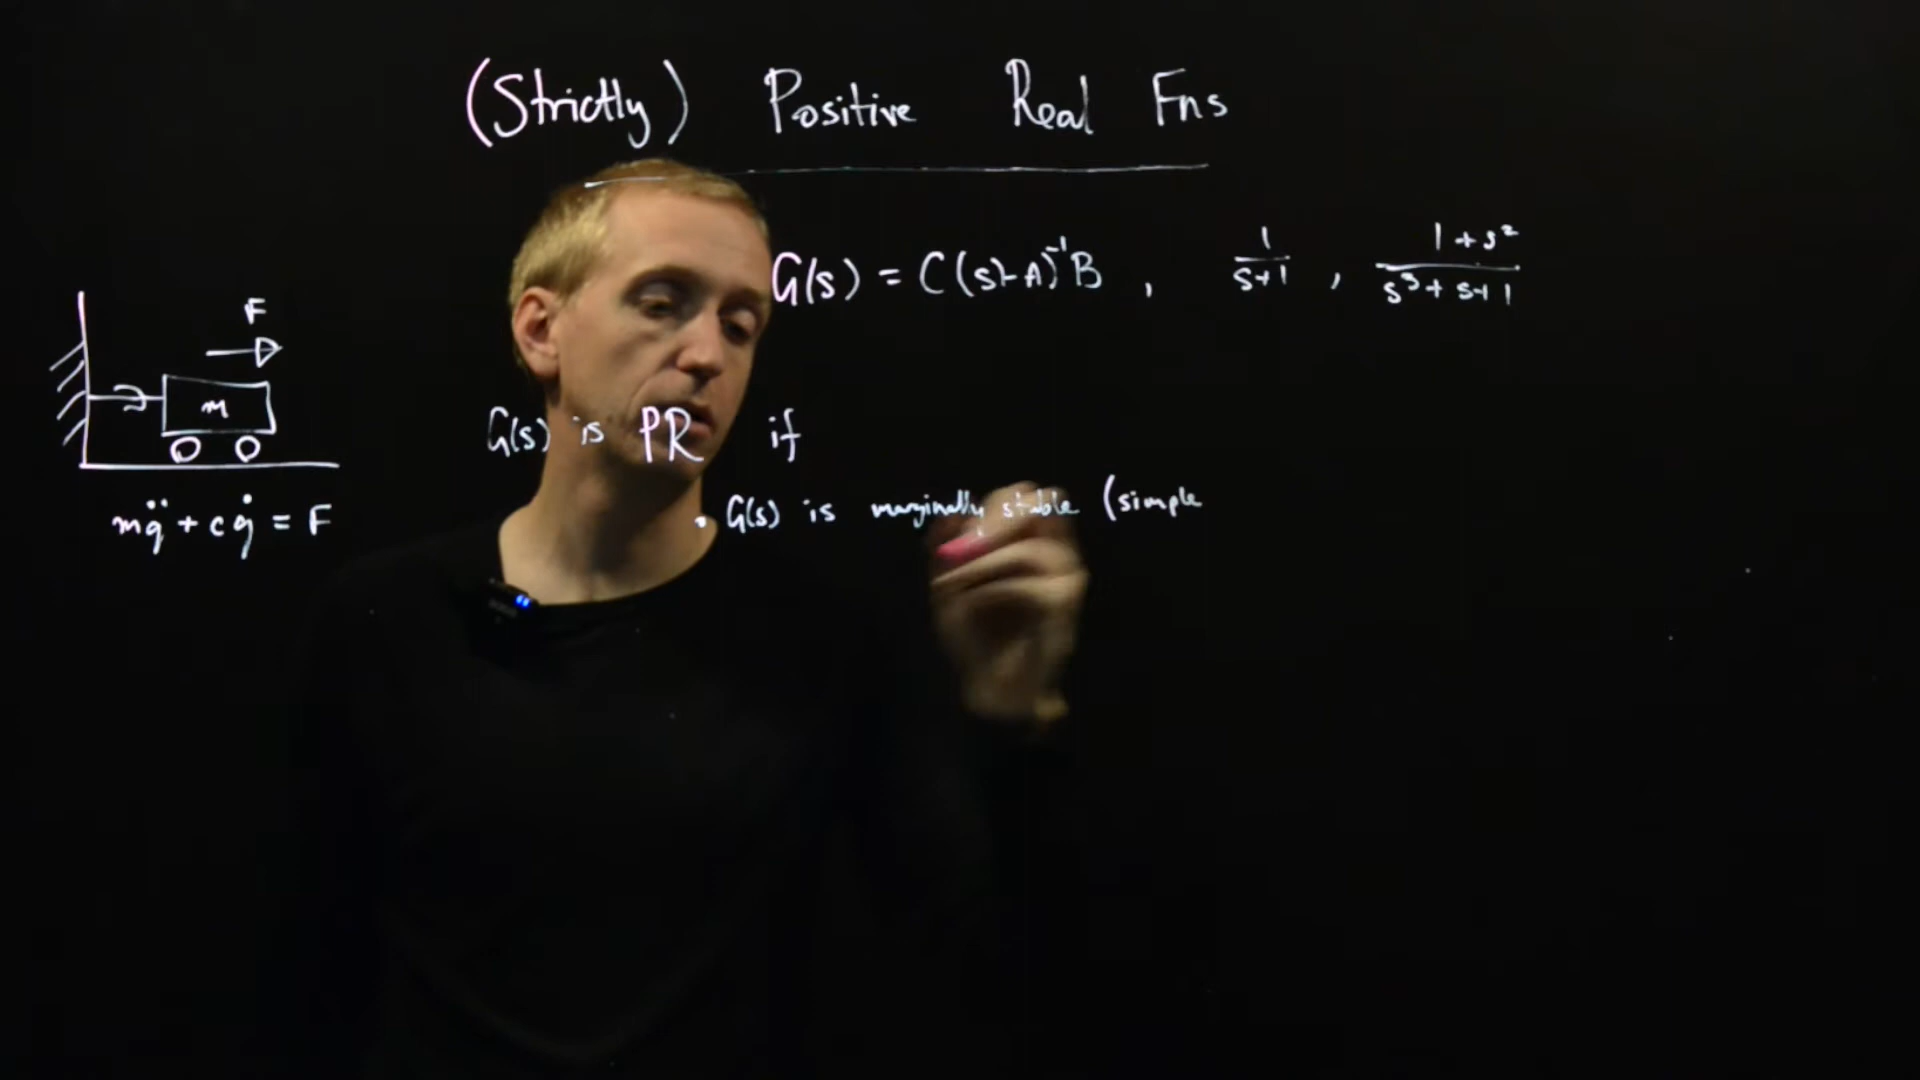 (Strictly) Positive Real Fns
G(s) = C(sI-A)⁻¹B , 1/(s+1) , (1+s²)/(s³+s+1)
F
m
mq̈ + cq̇ = F
G(s) is PR if
• G(s) is marginally stable (simple